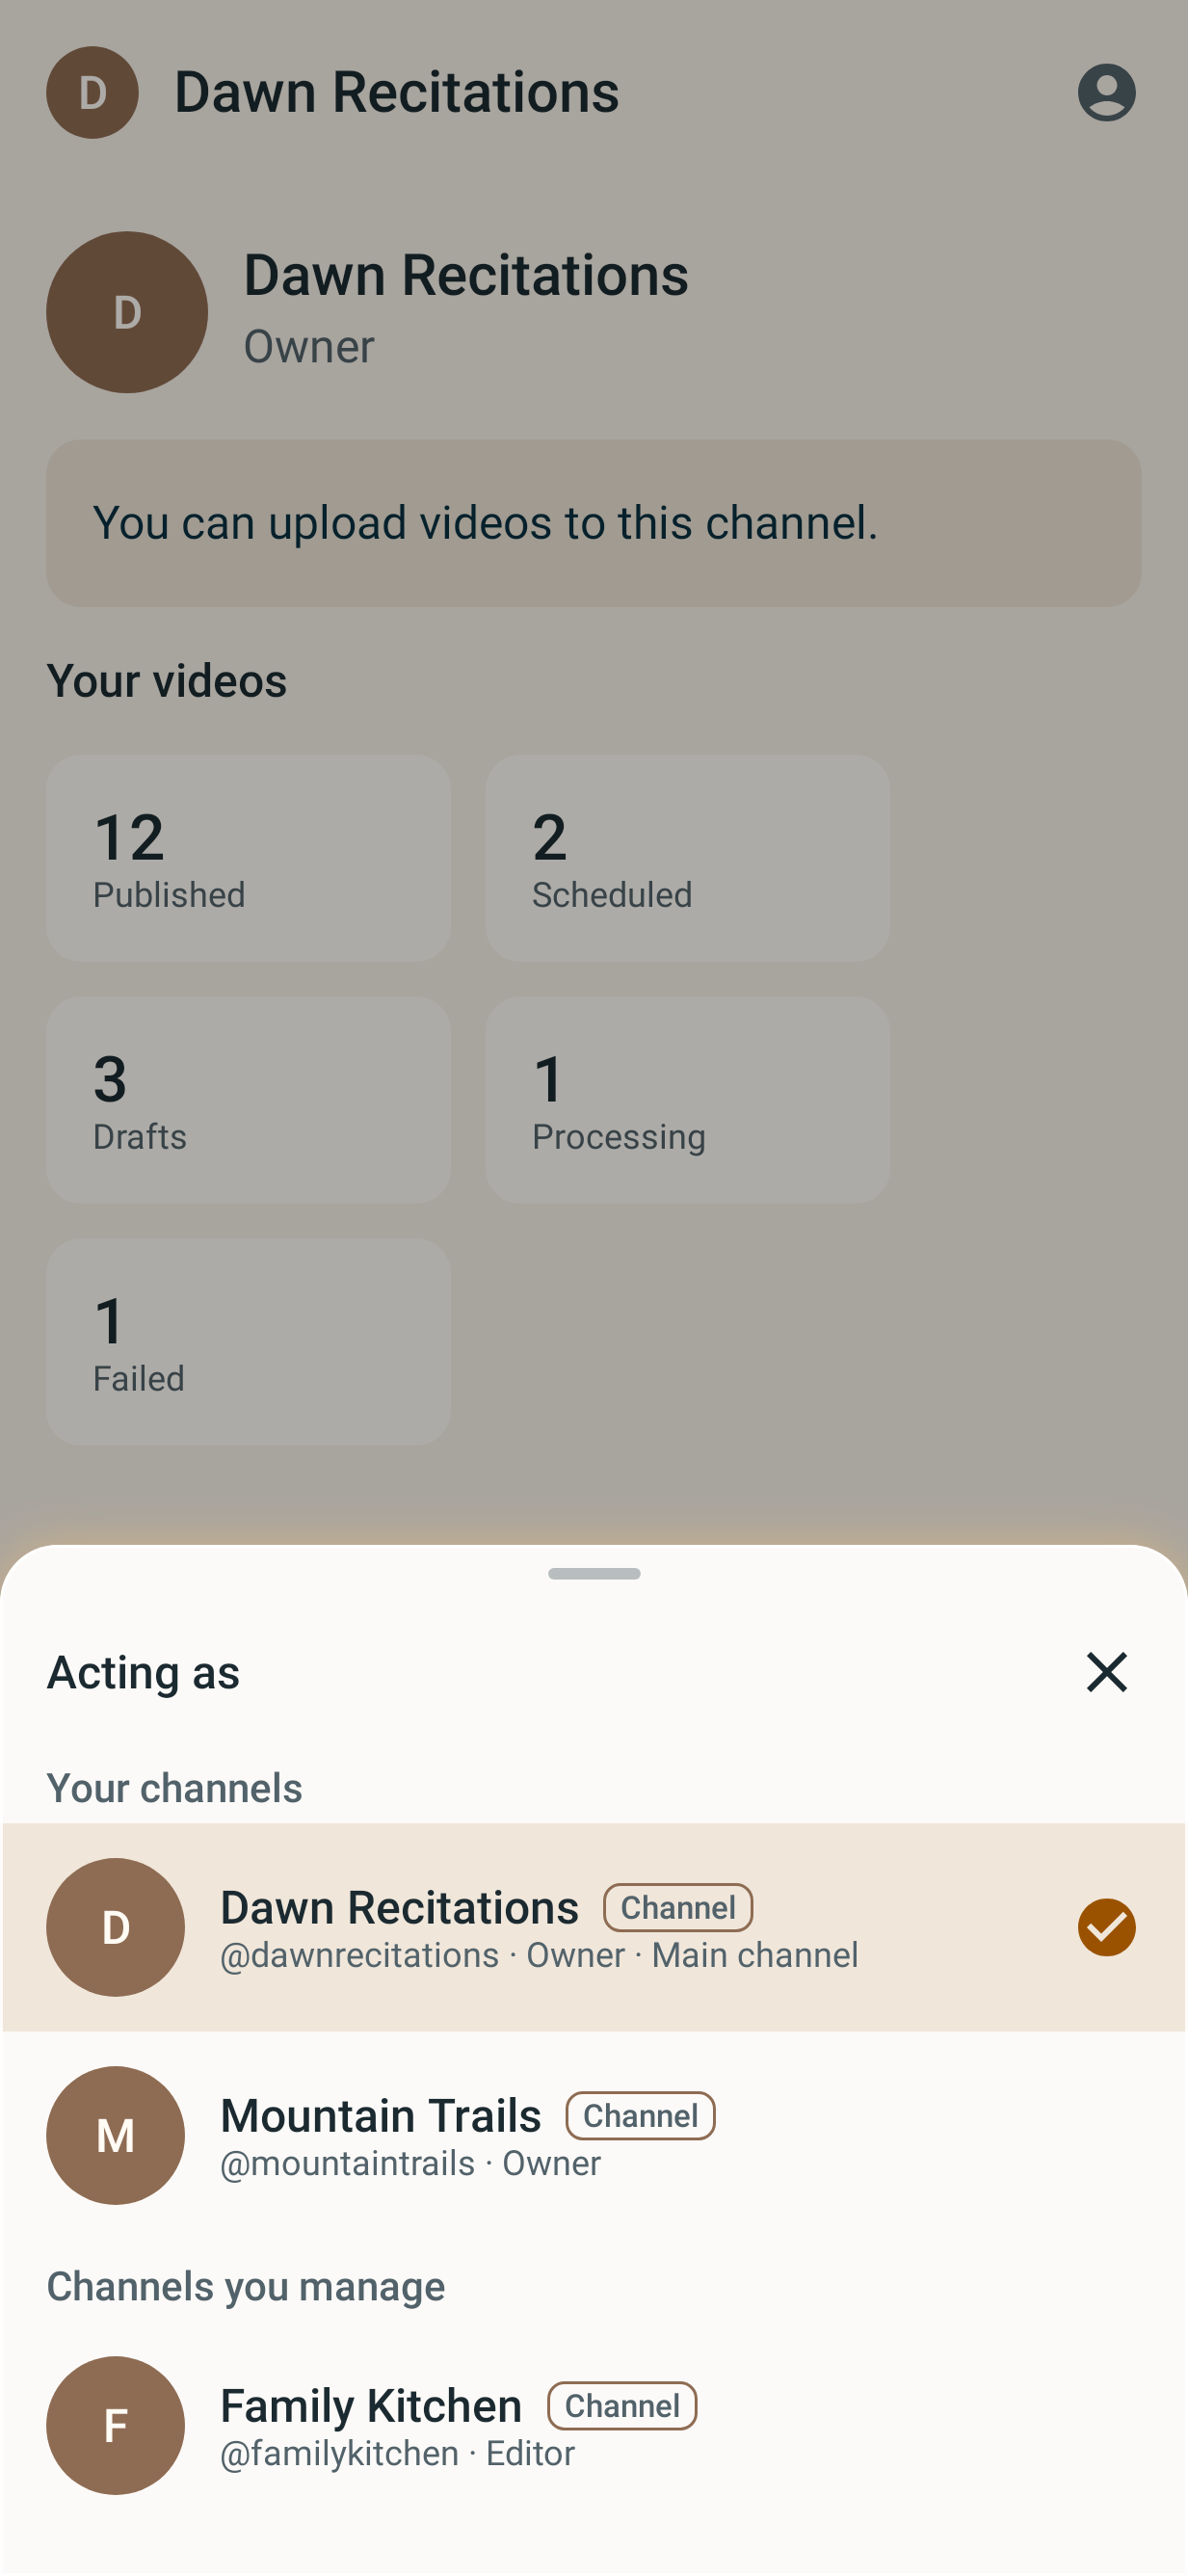 D
Dawn Recitations
D
Dawn Recitations
Owner
You can upload videos to this channel.
Your videos
12
Published
2
Scheduled
3
Drafts
1
Processing
1
Failed
Acting as
Your channels
D
Dawn Recitations Channel
@dawnrecitations · Owner · Main channel
M
Mountain Trails Channel
@mountaintrails · Owner
Channels you manage
F
Family Kitchen Channel
@familykitchen · Editor